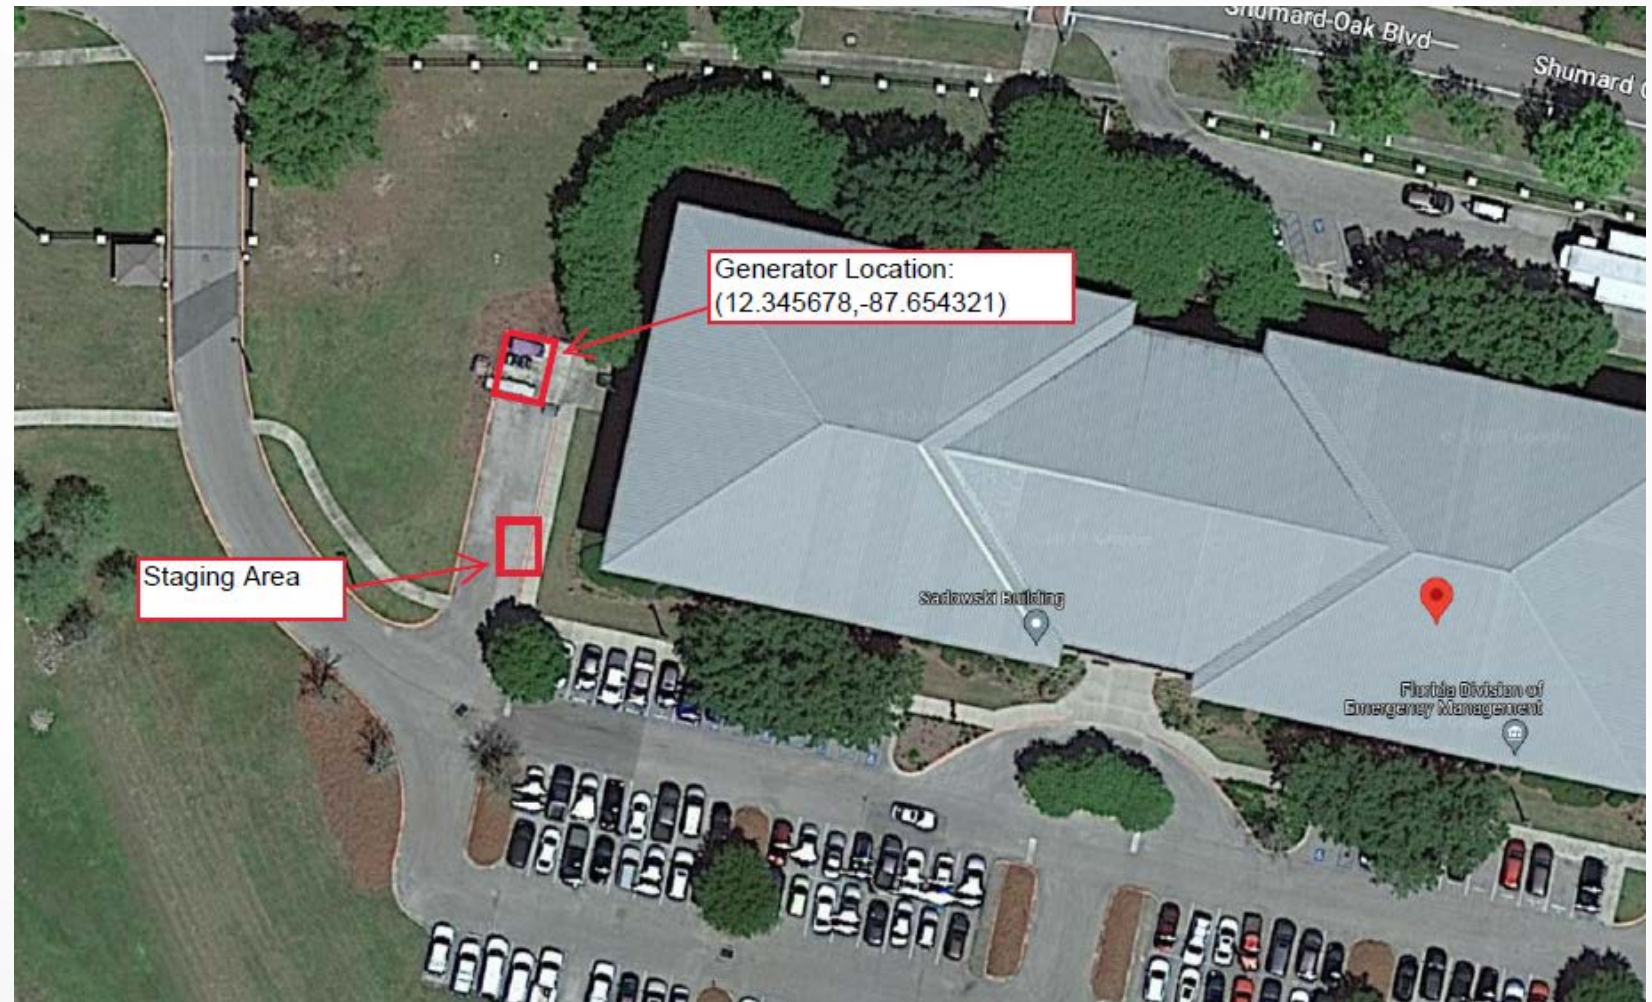 Shumard Oak Blvd
Shumard
Generator Location:
(12.345678,-87.654321)
Staging Area
Sadowski Building
Florida Division of
Emergency Management